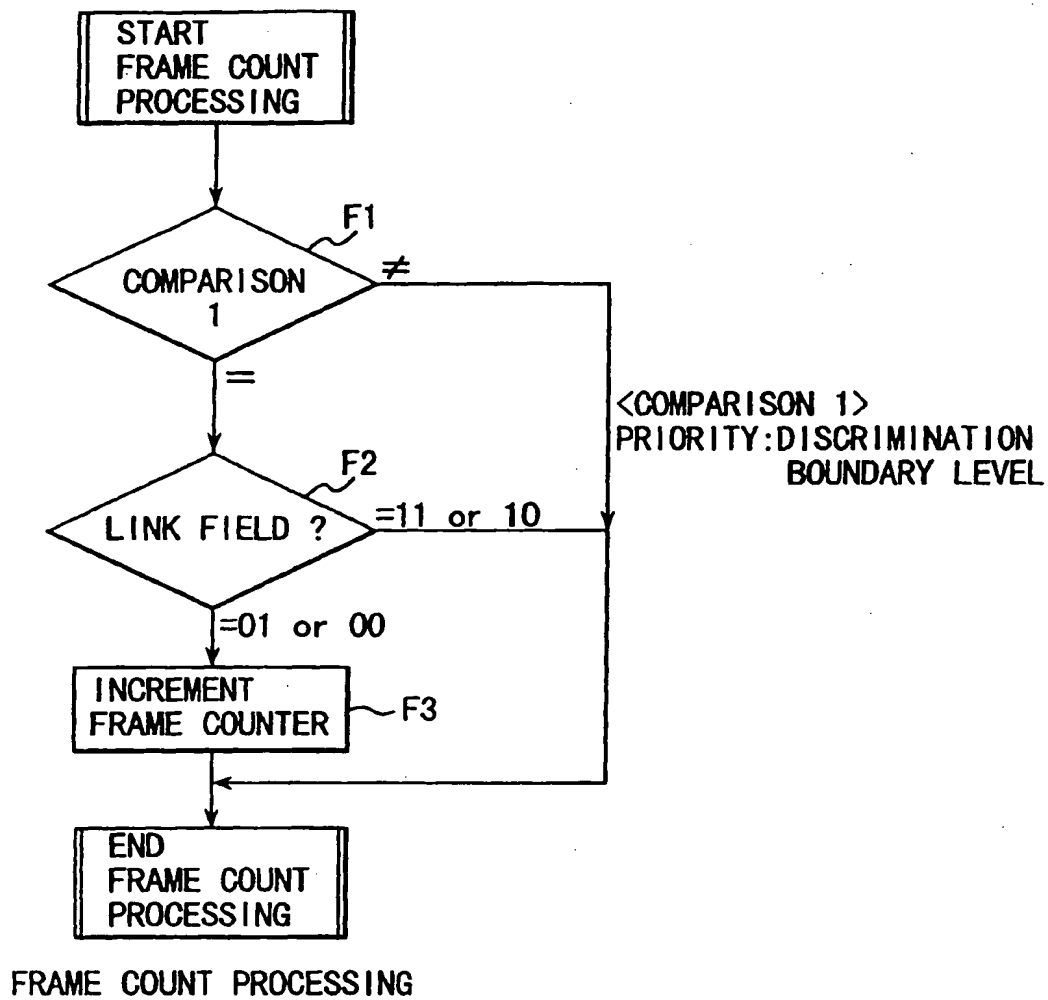 START
FRAME COUNT
PROCESSING
F1
COMPARISON
1
≠
=
<COMPARISON 1>
PRIORITY:DISCRIMINATION
BOUNDARY LEVEL
F2
LINK FIELD ?
=11 or 10
=01 or 00
INCREMENT
FRAME COUNTER
F3
END
FRAME COUNT
PROCESSING
FRAME COUNT PROCESSING